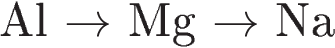 Al → Mg → Na